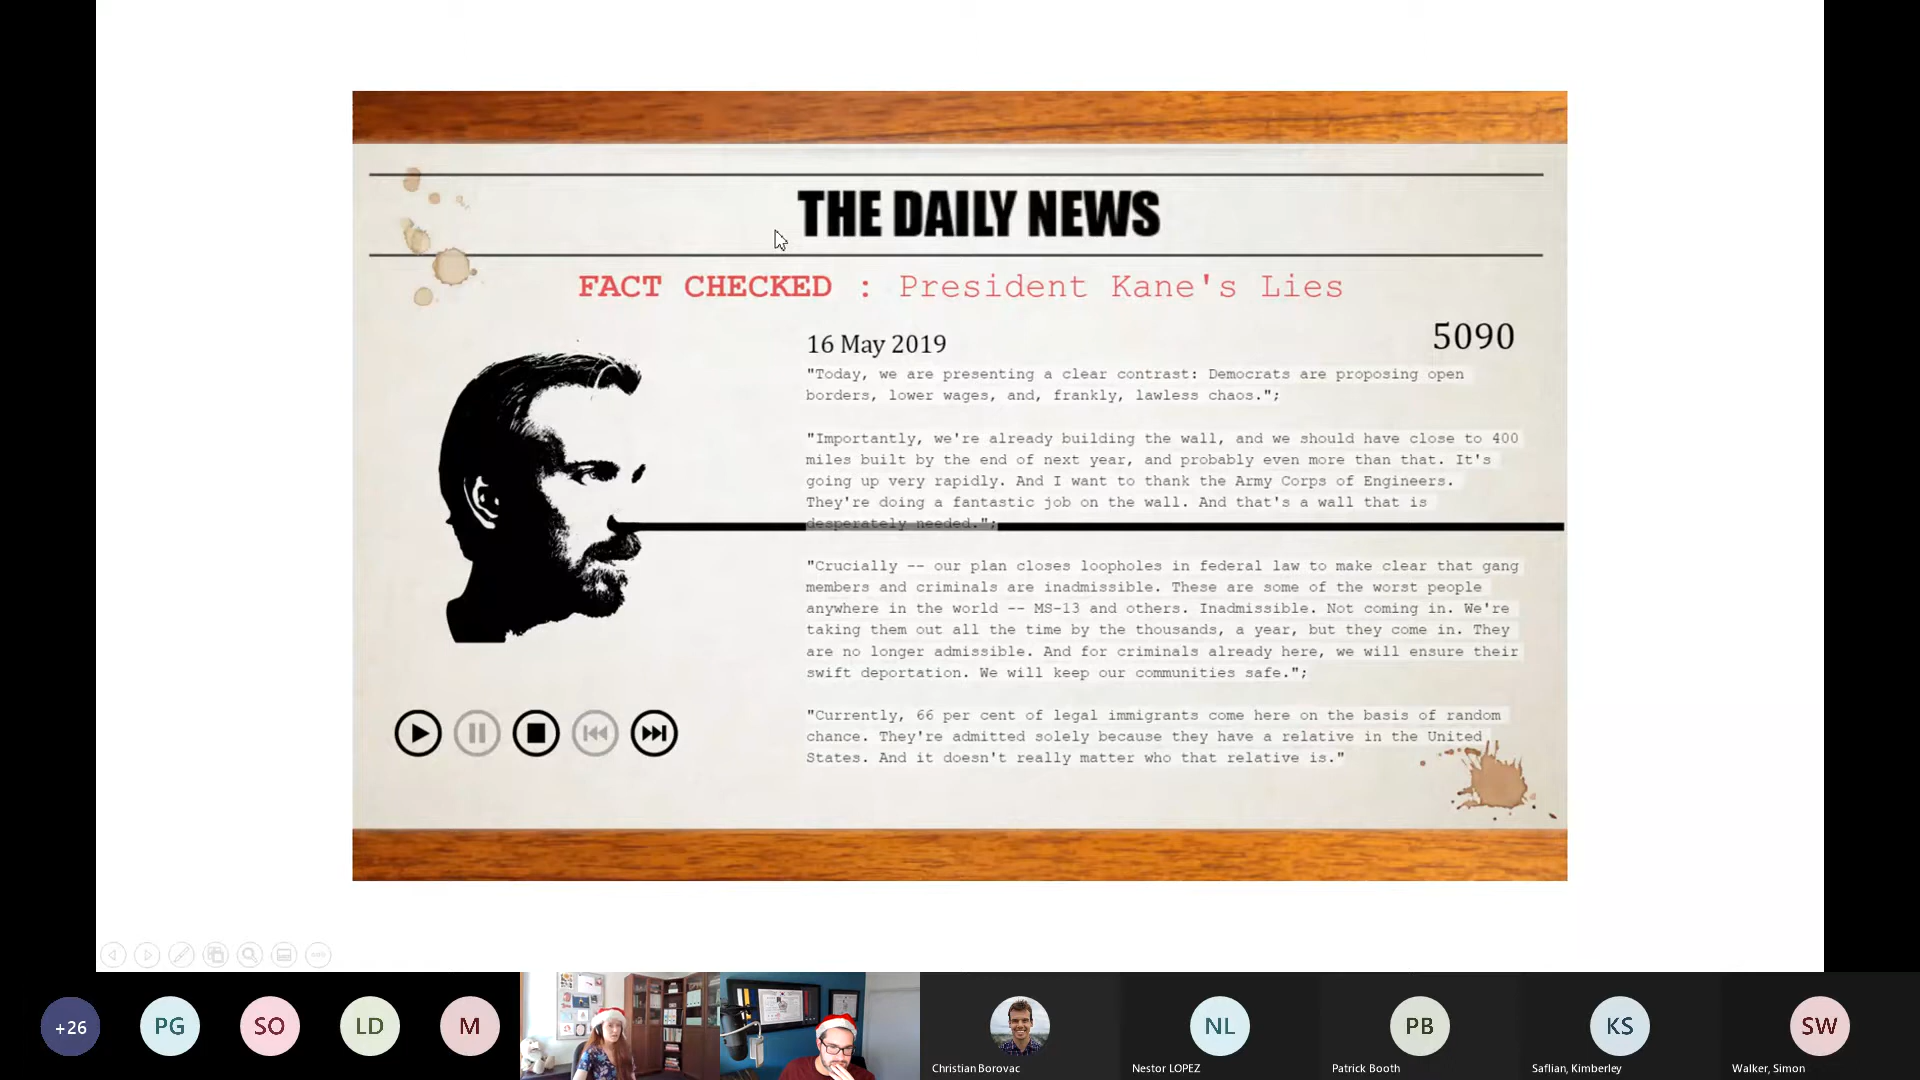 THE DAILY NEWS
FACT CHECKED : President Kane's Lies
16 May 2019
5090
"Today, we are presenting a clear contrast: Democrats are proposing open
borders, lower wages, and, frankly, lawless chaos.";
"Importantly, we're already building the wall, and we should have close to 400
miles built by the end of next year, and probably even more than that. It's
going up very rapidly. And I want to thank the Army Corps of Engineers.
They're doing a fantastic job on the wall. And that's a wall that is
desperately needed.";
"Crucially -- our plan closes loopholes in federal law to make clear that gang
members and criminals are inadmissible. These are some of the worst people
anywhere in the world -- MS-13 and others. Inadmissible. Not coming in. We're
taking them out all the time by the thousands, a year, but they come in. They
are no longer admissible. And for criminals already here, we will ensure their
swift deportation. We will keep our communities safe.";
"Currently, 66 per cent of legal immigrants come here on the basis of random
chance. They're admitted solely because they have a relative in the United
States. And it doesn't really matter who that relative is."
+26
PG
SO
LD
M
NL
PB
KS
SW
Christian Borovac
Nestor LOPEZ
Patrick Booth
Saflian, Kimberley
Walker, Simon